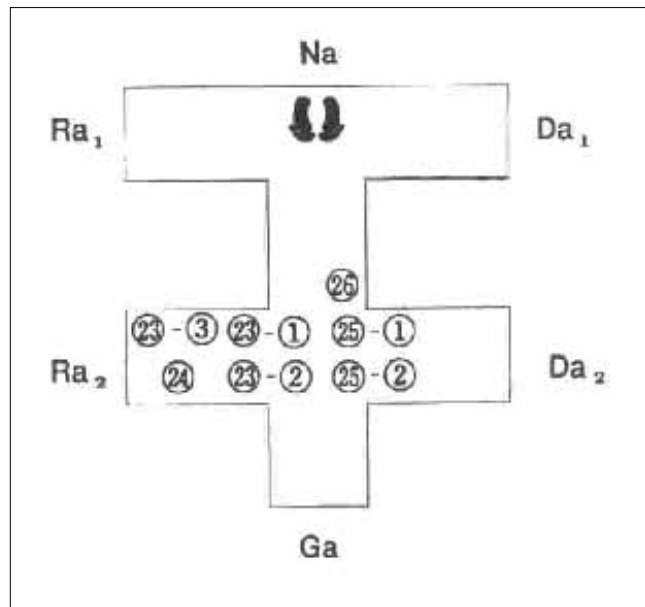 Na
Ra₁ Da₁
㉖
㉓-③ ㉓-① ㉕-①
Ra₂ ㉔ ㉓-② ㉕-② Da₂
Ga